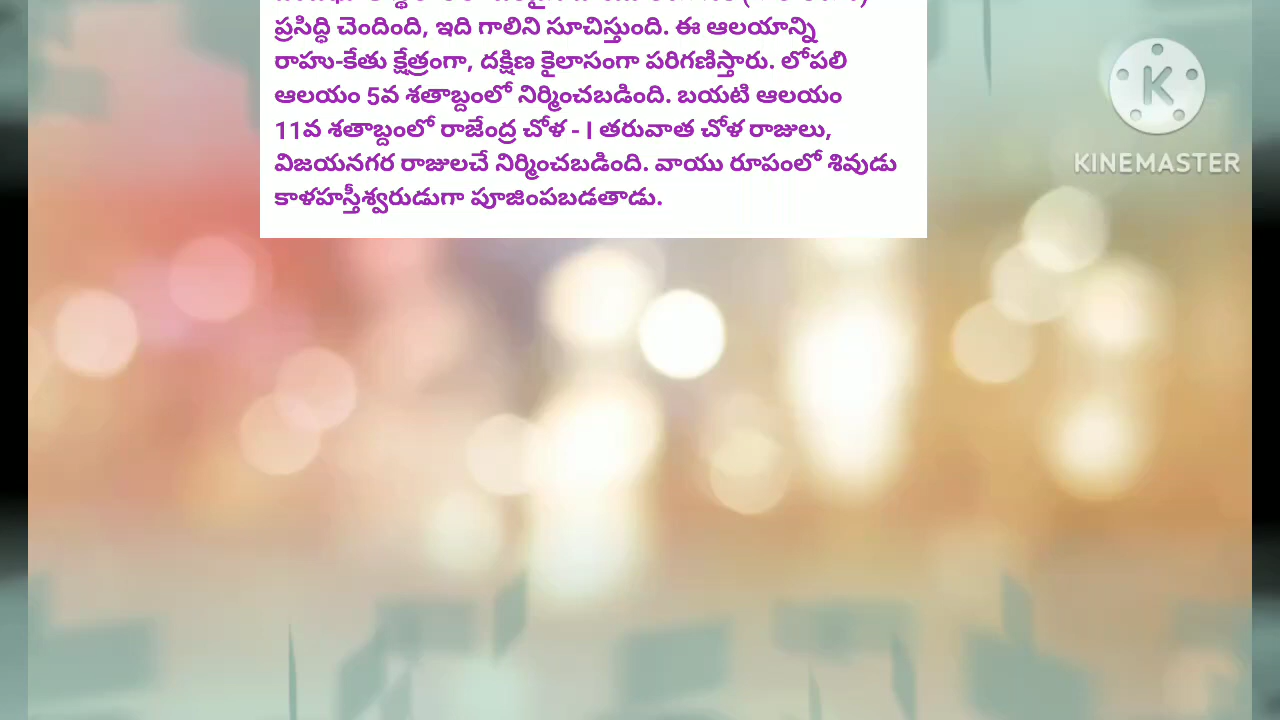 ప్రసిద్ధి చెందింది, ఇది గాలిని సూచిస్తుంది. ఈ ఆలయాన్ని
రాహు-కేతు క్షేత్రంగా, దక్షిణ కైలాసంగా పరిగణిస్తారు. లోపలి
ఆలయం 5వ శతాబ్దంలో నిర్మించబడింది. బయటి ఆలయం
11వ శతాబ్దంలో రాజేంద్ర చోళ - I తరువాత చోళ రాజులు,
విజయనగర రాజులచే నిర్మించబడింది. వాయు రూపంలో శివుడు
కాళహస్తీశ్వరుడుగా పూజింపబడతాడు.
K
KINEMASTER